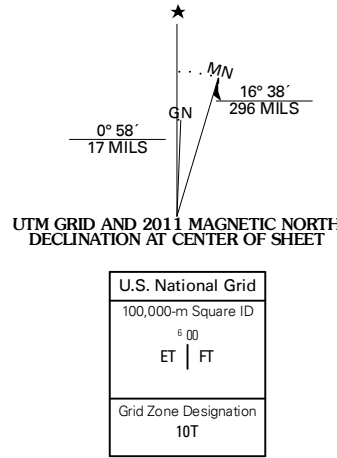 ★
MN
GN
16° 38´
296 MILS
0° 58´
17 MILS
UTM GRID AND 2011 MAGNETIC NORTH
DECLINATION AT CENTER OF SHEET
U.S. National Grid
100,000-m Square ID
6 00
ET | FT
Grid Zone Designation
10T